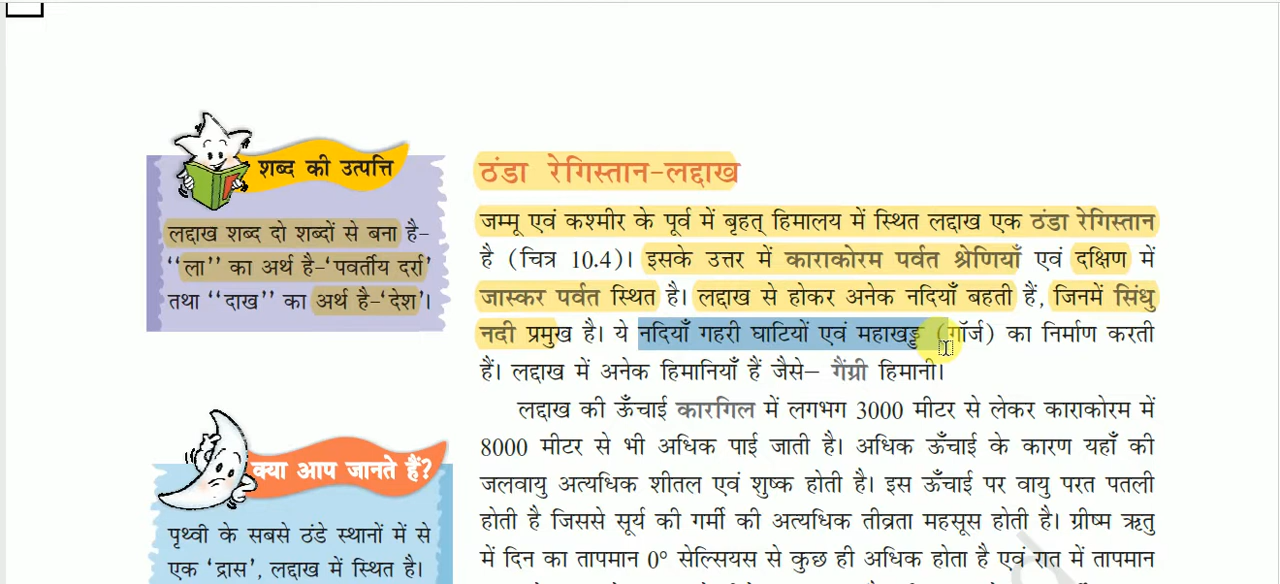 शब्द की उत्पत्ति
लद्दाख शब्द दो शब्दों से बना है-
‘‘ला’’ का अर्थ है-‘पवर्तीय दर्रा’
तथा ‘‘दाख’’ का अर्थ है-‘देश’।
ठंडा रेगिस्तान-लद्दाख
जम्मू एवं कश्मीर के पूर्व में बृहत् हिमालय में स्थित लद्दाख एक ठंडा रेगिस्तान
है (चित्र 10.4)। इसके उत्तर में काराकोरम पर्वत श्रेणियाँ एवं दक्षिण में
जास्कर पर्वत स्थित है। लद्दाख से होकर अनेक नदियाँ बहती हैं, जिनमें सिंधु
नदी प्रमुख है। ये नदियाँ गहरी घाटियों एवं महाखड्ड (गॉर्ज) का निर्माण करती
हैं। लद्दाख में अनेक हिमानियाँ हैं जैसे– गैंग्री हिमानी।
लद्दाख की ऊँचाई कारगिल में लगभग 3000 मीटर से लेकर काराकोरम में
8000 मीटर से भी अधिक पाई जाती है। अधिक ऊँचाई के कारण यहाँ की
जलवायु अत्यधिक शीतल एवं शुष्क होती है। इस ऊँचाई पर वायु परत पतली
होती है जिससे सूर्य की गर्मी की अत्यधिक तीव्रता महसूस होती है। ग्रीष्म ऋतु
में दिन का तापमान 0° सेल्सियस से कुछ ही अधिक होता है एवं रात में तापमान
क्या आप जानते हैं?
पृथ्वी के सबसे ठंडे स्थानों में से
एक ‘द्रास’, लद्दाख में स्थित है।